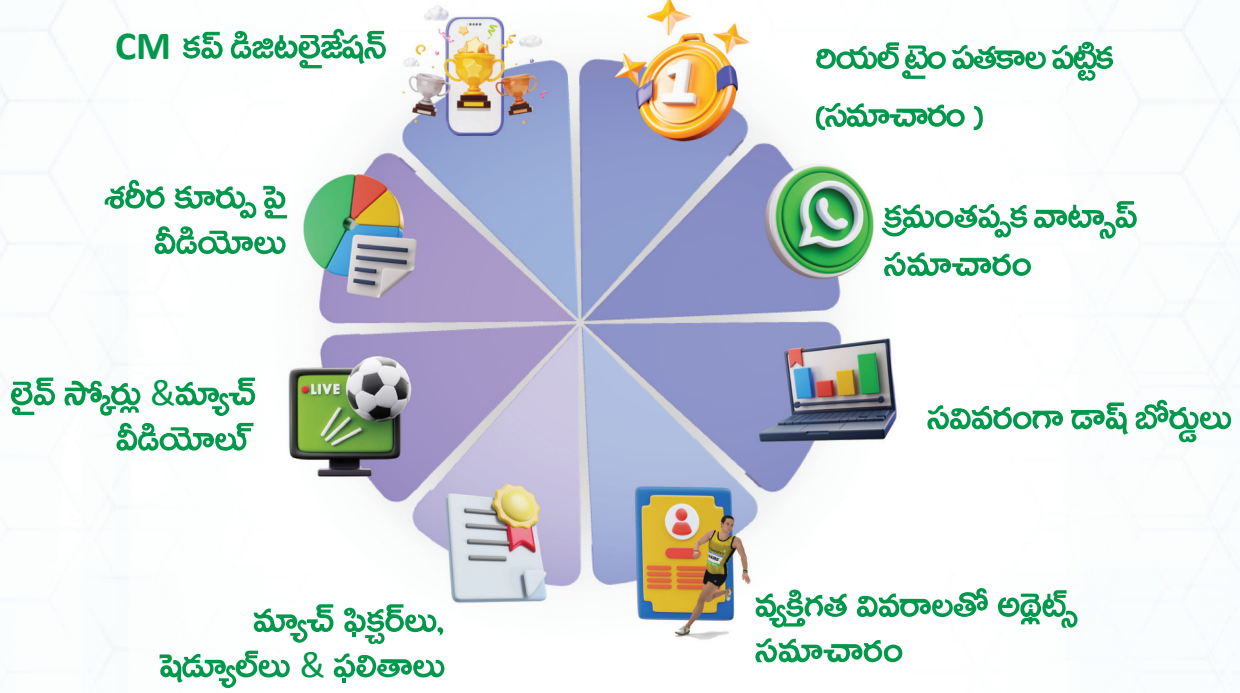 CM కప్ డిజిటలైజేషన్
రియల్ టైం పతకాల పట్టిక
(సమాచారం )
1
శరీర కూర్పు పై
వీడియోలు
క్రమంతప్పక వాట్సాప్
సమాచారం
లైవ్ స్కోర్లు &మ్యాచ్
వీడియోలు్
LIVE
సవివరంగా డాష్ బోర్డులు
మ్యాచ్ ఫిక్చర్‌లు,
షెడ్యూల్‌లు & ఫలితాలు
వ్యక్తిగత వివరాలతో అథ్లెట్స్
సమాచారం